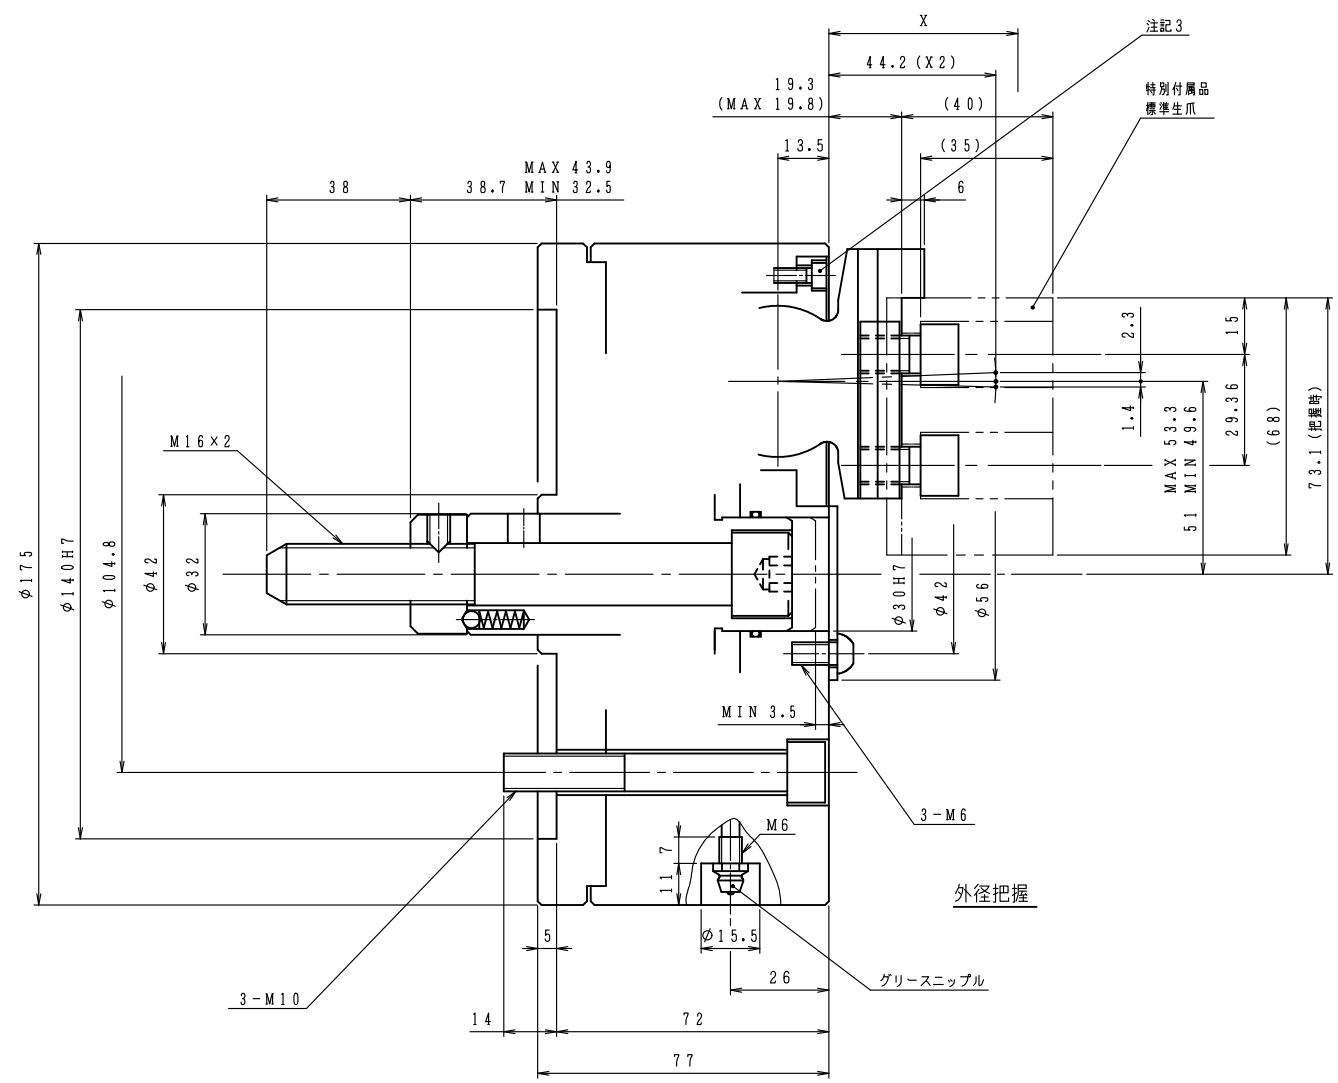 X
注記3
44.2(X2)
19.3
(MAX 19.8)
(40)
特別付属品
標準生爪
13.5
(35)
MAX 43.9
38
38.7 MIN 32.5
6
2.3
15
1.4
29.36
MAX 53.3
51 MIN 49.6
(68)
73.1(把握時)
M16×2
φ175
φ140H7
φ104.8
φ42
φ32
φ30H7
φ42
φ56
MIN 3.5
3-M6
M6
7
11
外径把握
5
φ15.5
26
グリースニップル
3-M10
14
72
77